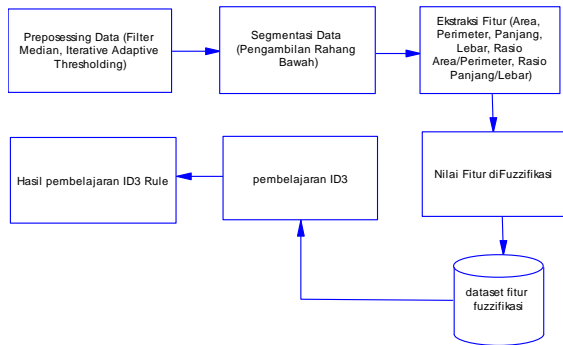 Preposessing Data (Filter
Median, Iterative Adaptive
Thresholding)
Segmentasi Data
(Pengambilan Rahang
Bawah)
Ekstraksi Fitur (Area,
Perimeter, Panjang,
Lebar, Rasio
Area/Perimeter, Rasio
Panjang/Lebar)
Nilai Fitur diFuzzifikasi
dataset fitur
fuzzifikasi
pembelajaran ID3
Hasil pembelajaran ID3 Rule